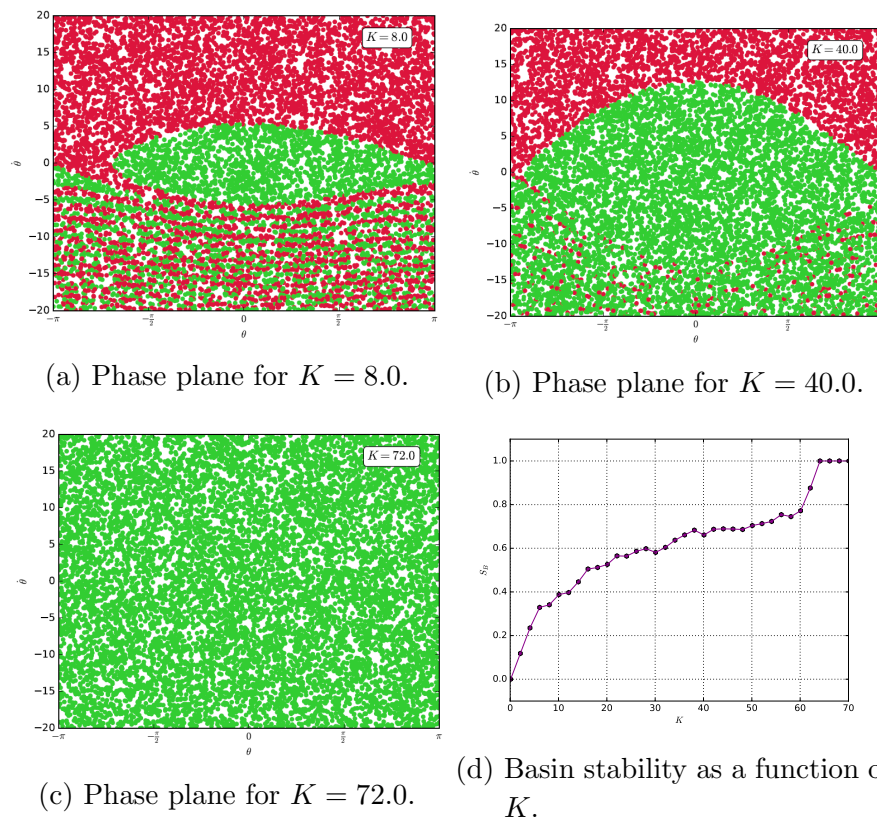 20
15
10
5
0
−5
−10
−15
−20
θ̇
K = 8.0
−π
−π/2
0
π/2
π
θ
(a) Phase plane for K = 8.0.
20
15
10
5
0
−5
−10
−15
−20
θ̇
K = 40.0
−π
−π/2
0
π/2
θ
(b) Phase plane for K = 40.0.
20
15
10
5
0
−5
−10
−15
−20
θ̇
K = 72.0
−π
−π/2
0
π/2
π
θ
(c) Phase plane for K = 72.0.
1.0
0.8
0.6
0.4
0.2
0.0
S_B
0 10 20 30 40 50 60 70
K
(d) Basin stability as a function o
K.